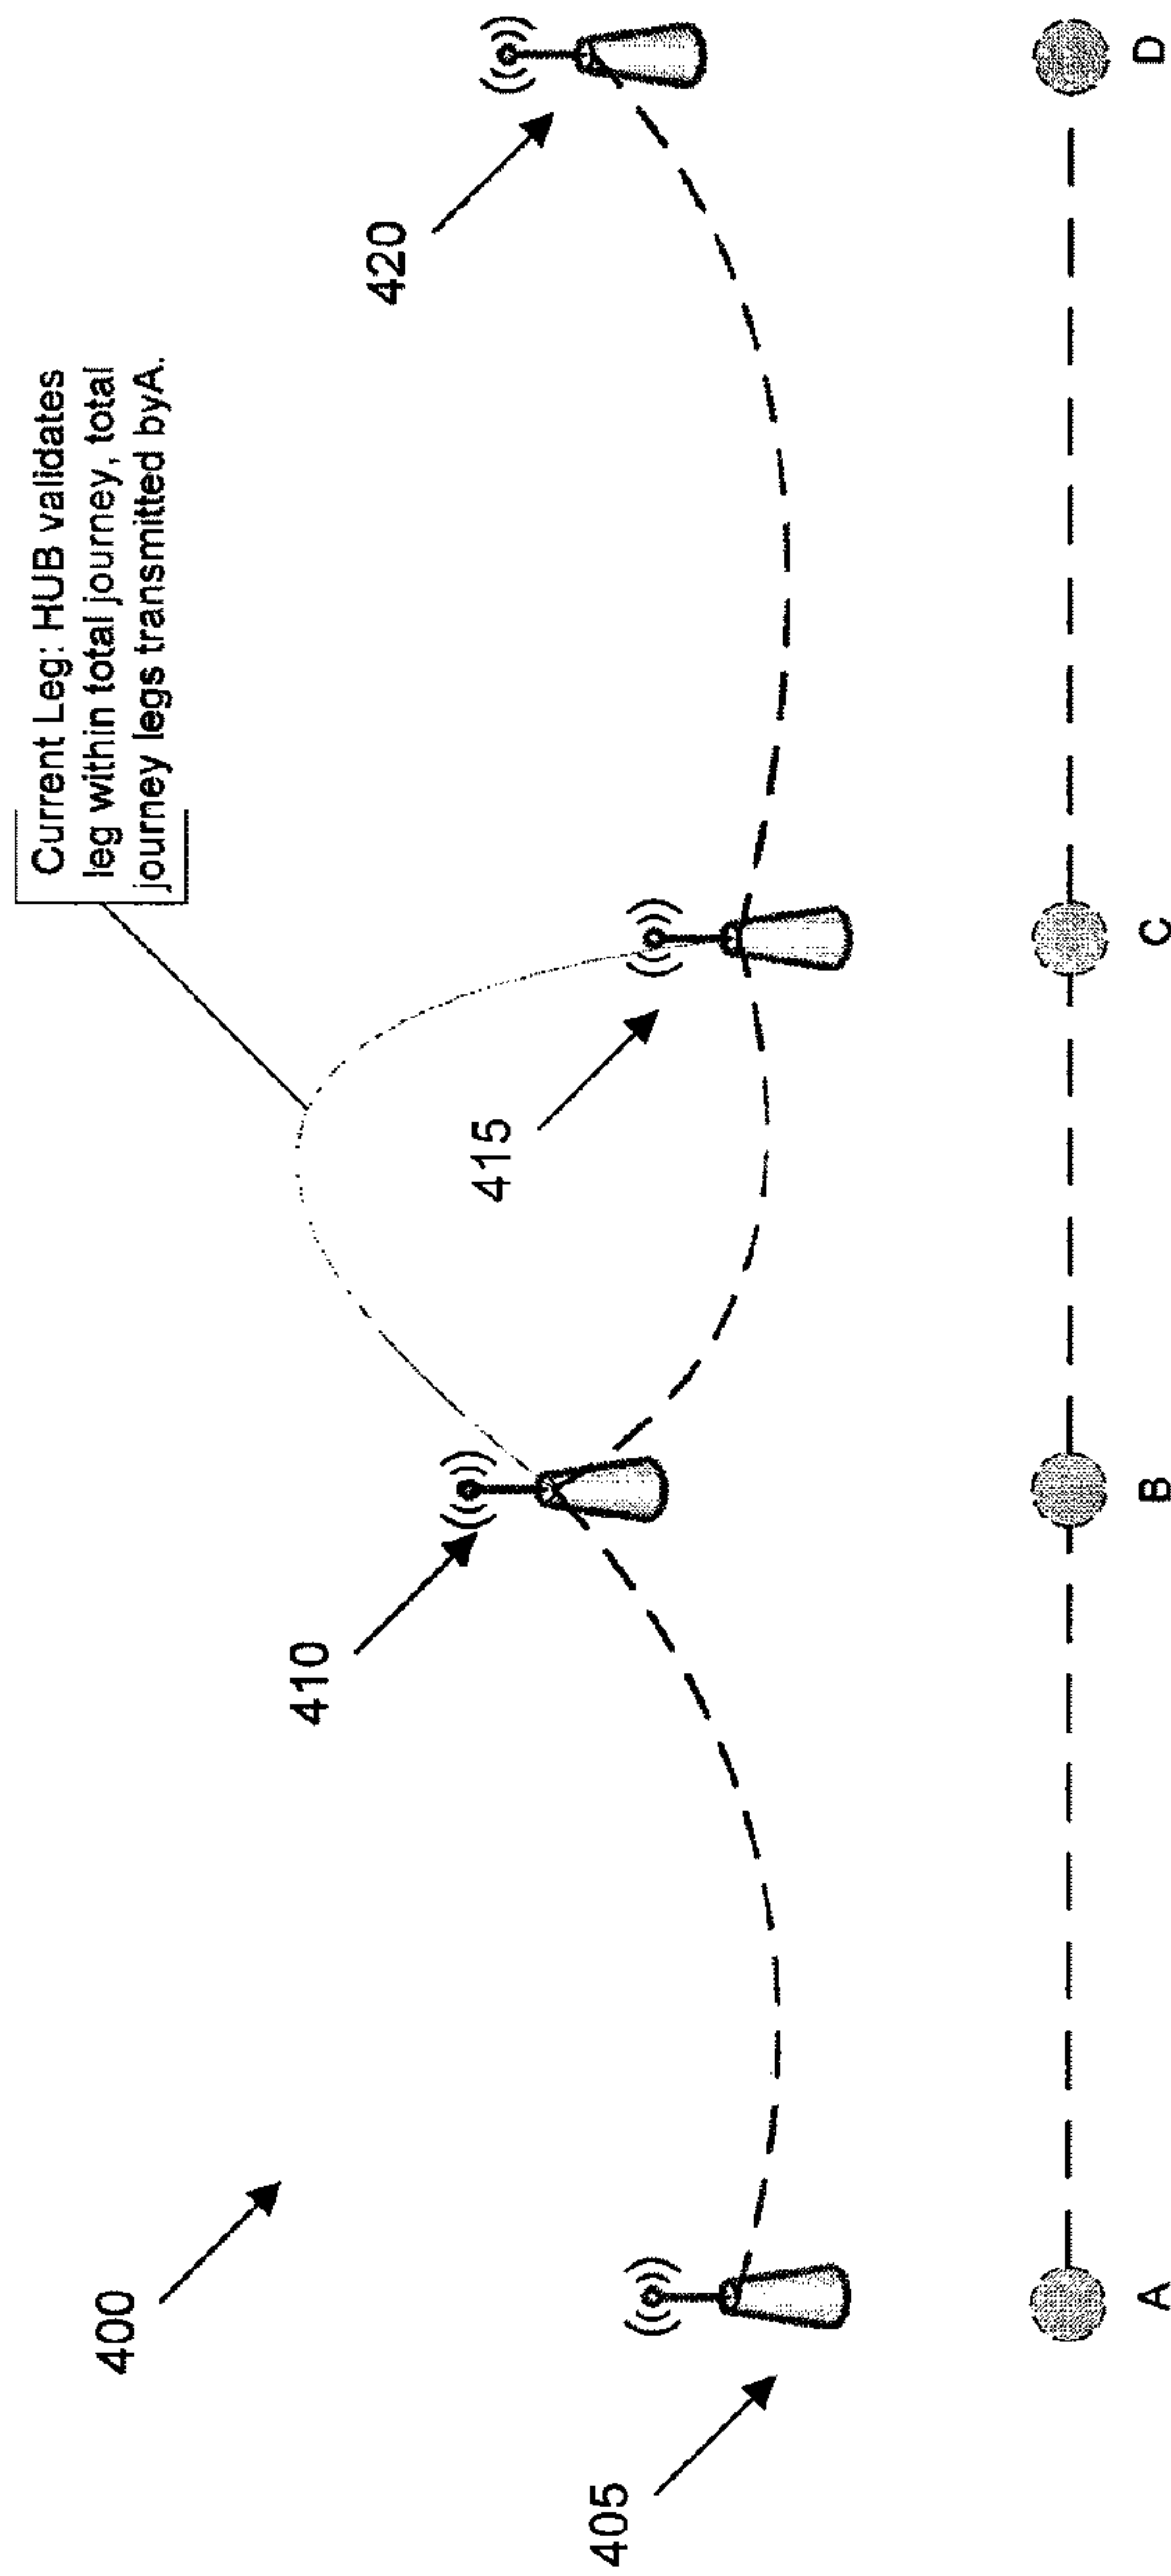 Current Leg: HUB validates
leg within total journey, total
journey legs transmitted byA.
400
405
410
415
420
A
B
C
D